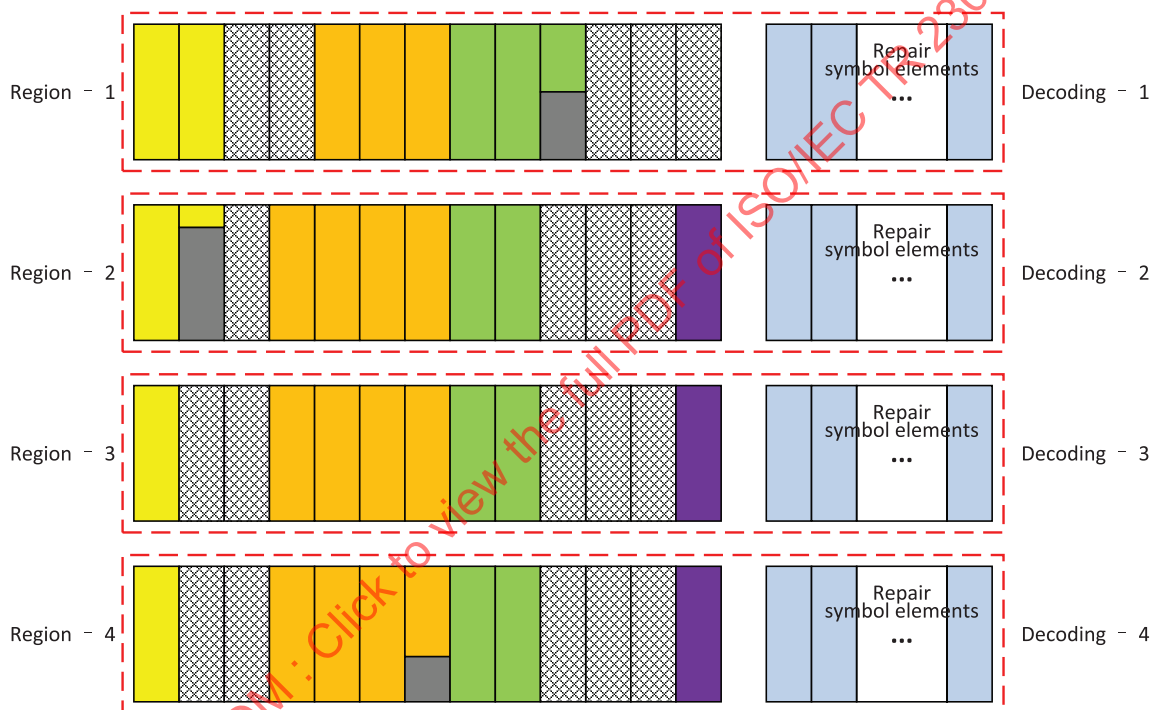 Repair
symbol elements
...
Region - 1
Decoding - 1
Repair
symbol elements
...
Region - 2
Decoding - 2
Repair
symbol elements
...
Region - 3
Decoding - 3
Repair
symbol elements
...
Region - 4
Decoding - 4
: Click to view the full PDF of ISO/IEC TR